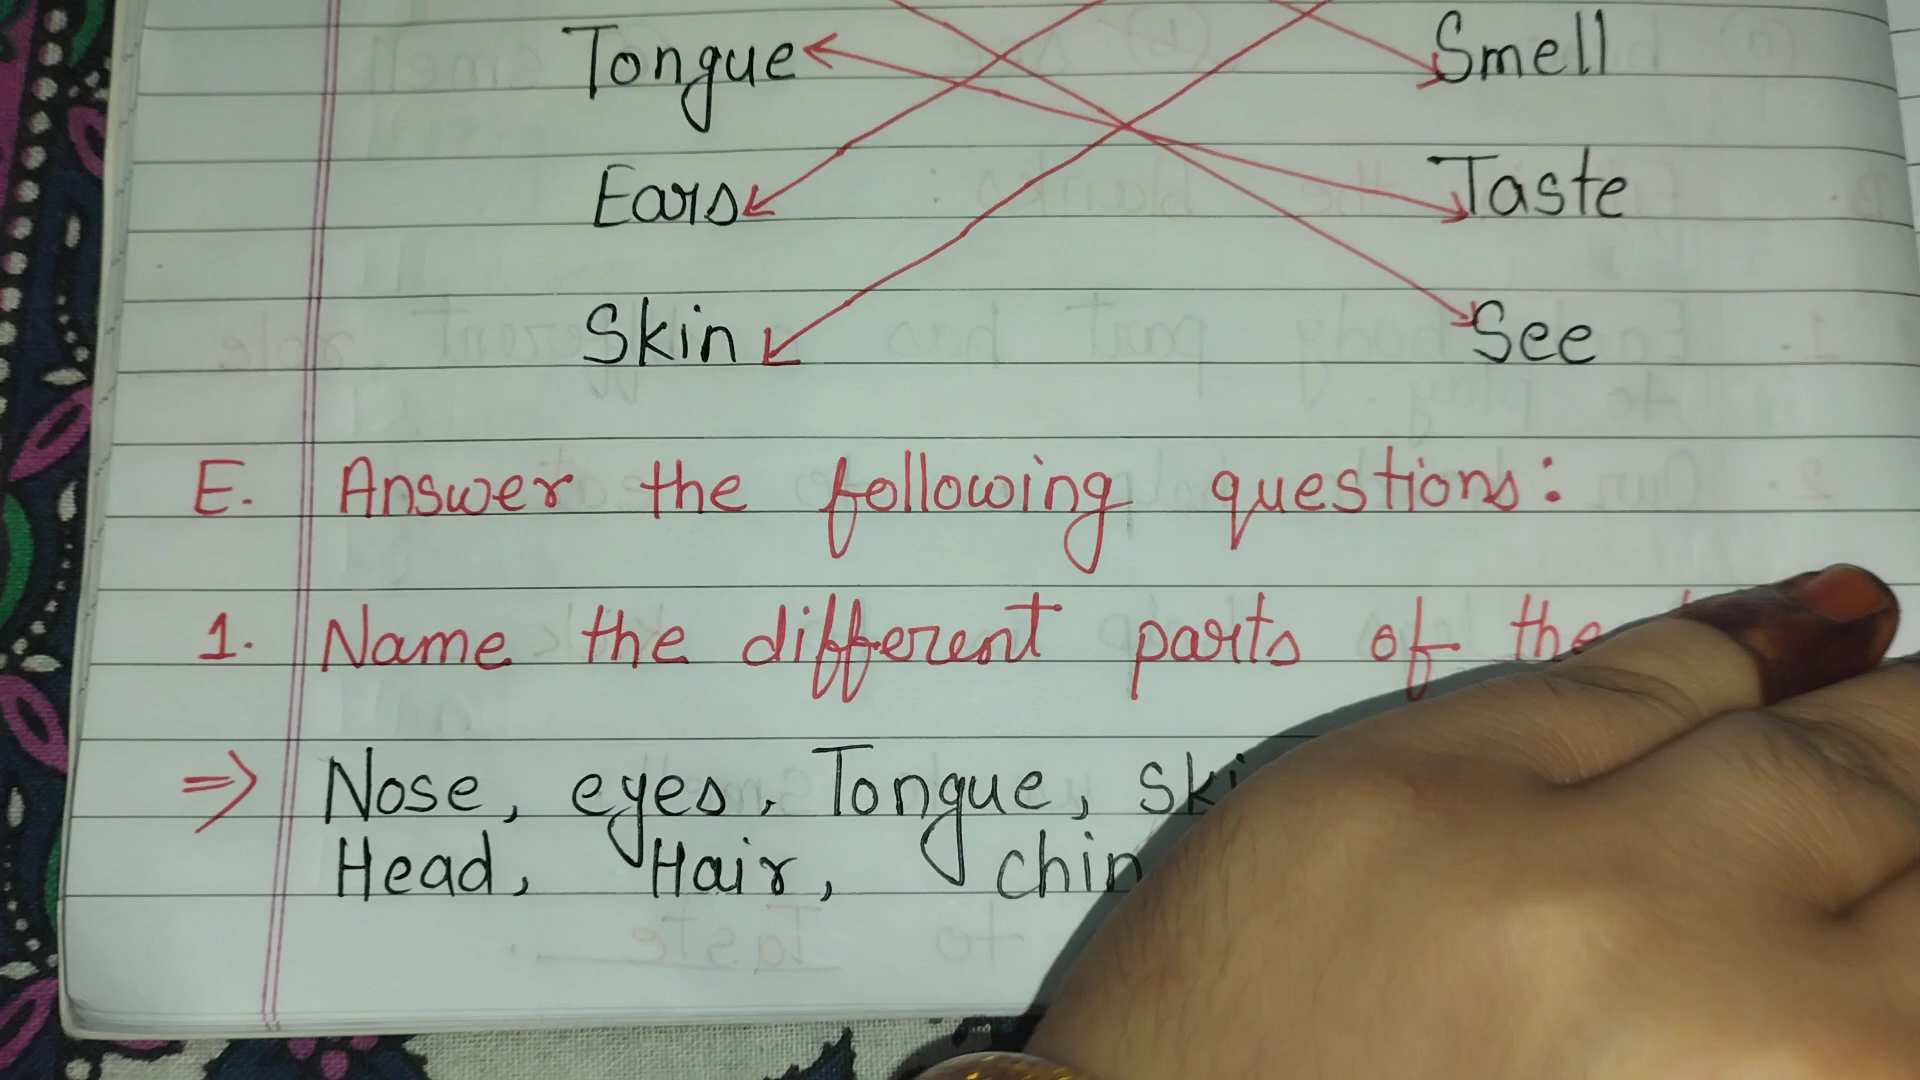 Tongue Smell
Ears Taste
Skin See
E. Answer the following questions:
1. Name the different parts of the
⇒ Nose, eyes, Tongue,
Head, Hair, chin